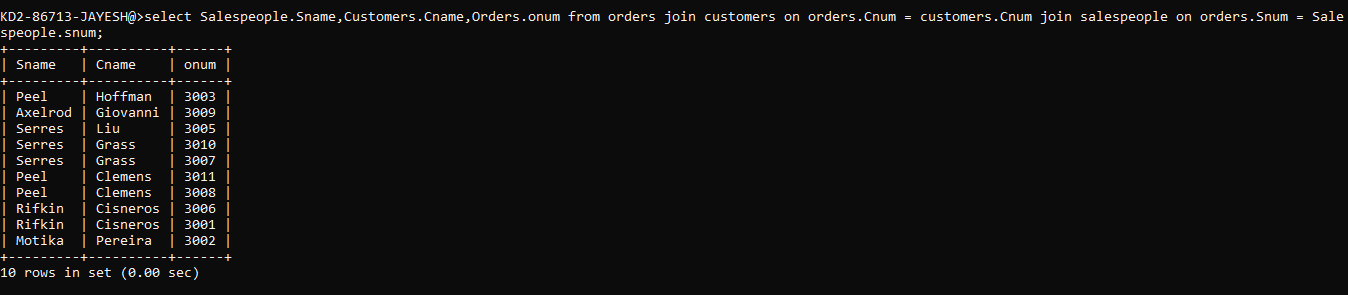 KD2-86713-JAYESH@>select Salespeople.Sname,Customers.Cname,Orders.onum from orders join customers on orders.Cnum = customers.Cnum join salespeople on orders.Snum = Sale
speople.snum;
+---------+----------+------+
| Sname   | Cname    | onum |
+---------+----------+------+
| Peel    | Hoffman  | 3003 |
| Axelrod | Giovanni | 3009 |
| Serres  | Liu      | 3005 |
| Serres  | Grass    | 3010 |
| Serres  | Grass    | 3007 |
| Peel    | Clemens  | 3011 |
| Peel    | Clemens  | 3008 |
| Rifkin  | Cisneros | 3006 |
| Rifkin  | Cisneros | 3001 |
| Motika  | Pereira  | 3002 |
+---------+----------+------+
10 rows in set (0.00 sec)